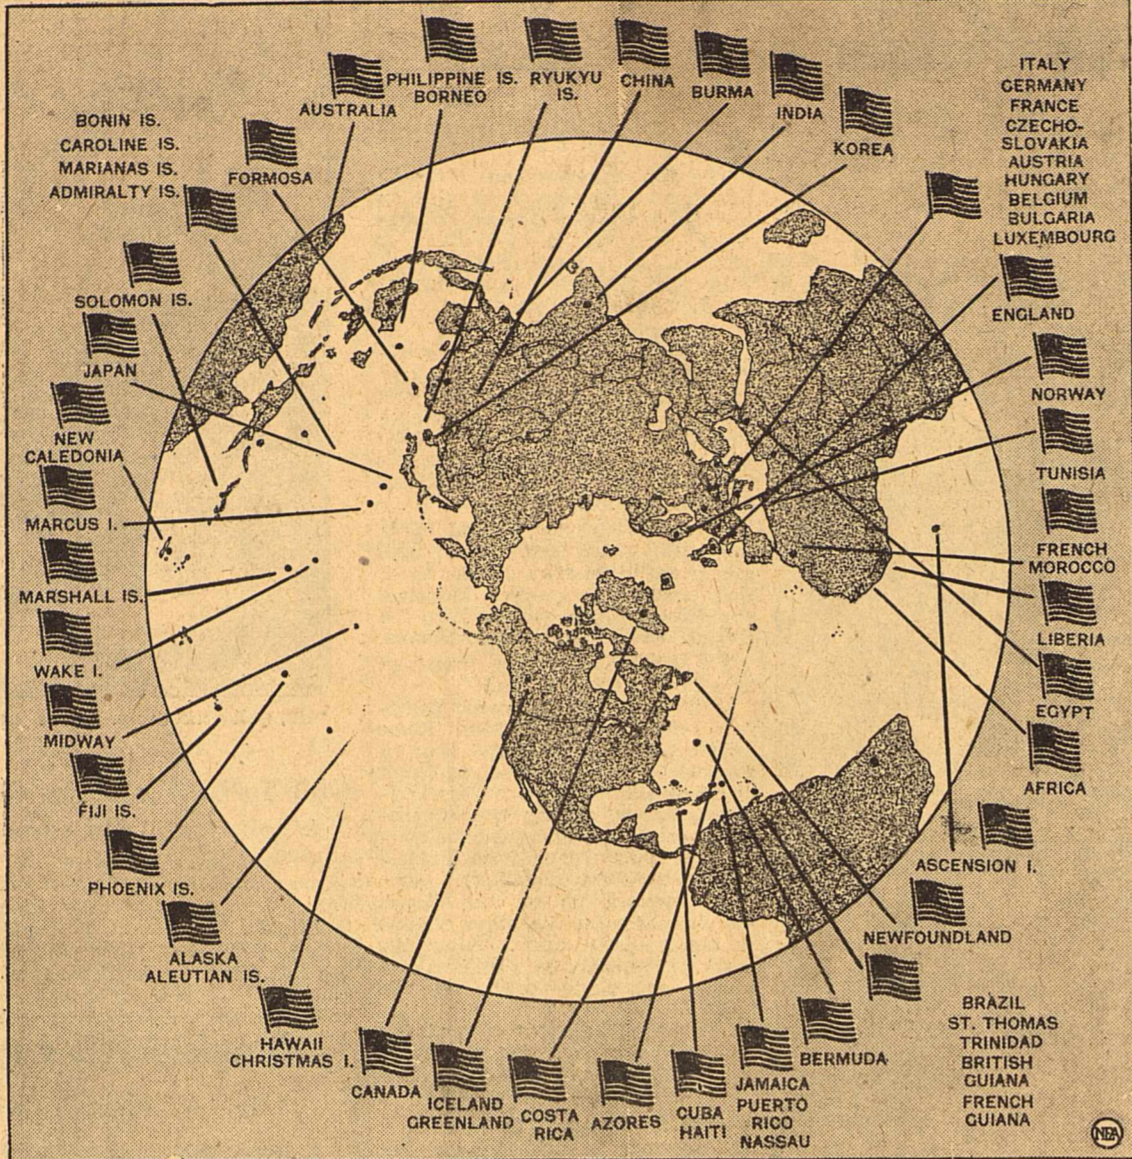 AUSTRALIA
PHILIPPINE IS.
BORNEO
RYUKYU
IS.
CHINA
BURMA
INDIA
KOREA
ITALY
GERMANY
FRANCE
CZECHO-
SLOVAKIA
AUSTRIA
HUNGARY
BELGIUM
BULGARIA
LUXEMBOURG
BONIN IS.
CAROLINE IS.
MARIANAS IS.
ADMIRALTY IS.
FORMOSA
SOLOMON IS.
JAPAN
NEW
CALEDONIA
MARCUS I.
MARSHALL IS.
WAKE I.
MIDWAY
FIJI IS.
PHOENIX IS.
ALASKA
ALEUTIAN IS.
HAWAII
CHRISTMAS I.
CANADA
ICELAND
GREENLAND
COSTA
RICA
AZORES
CUBA
HAITI
JAMAICA
PUERTO
RICO
NASSAU
BERMUDA
BRAZIL
ST. THOMAS
TRINIDAD
BRITISH
GUIANA
FRENCH
GUIANA
NEWFOUNDLAND
ASCENSION I.
AFRICA
EGYPT
LIBERIA
FRENCH
MOROCCO
TUNISIA
NORWAY
ENGLAND
NEA